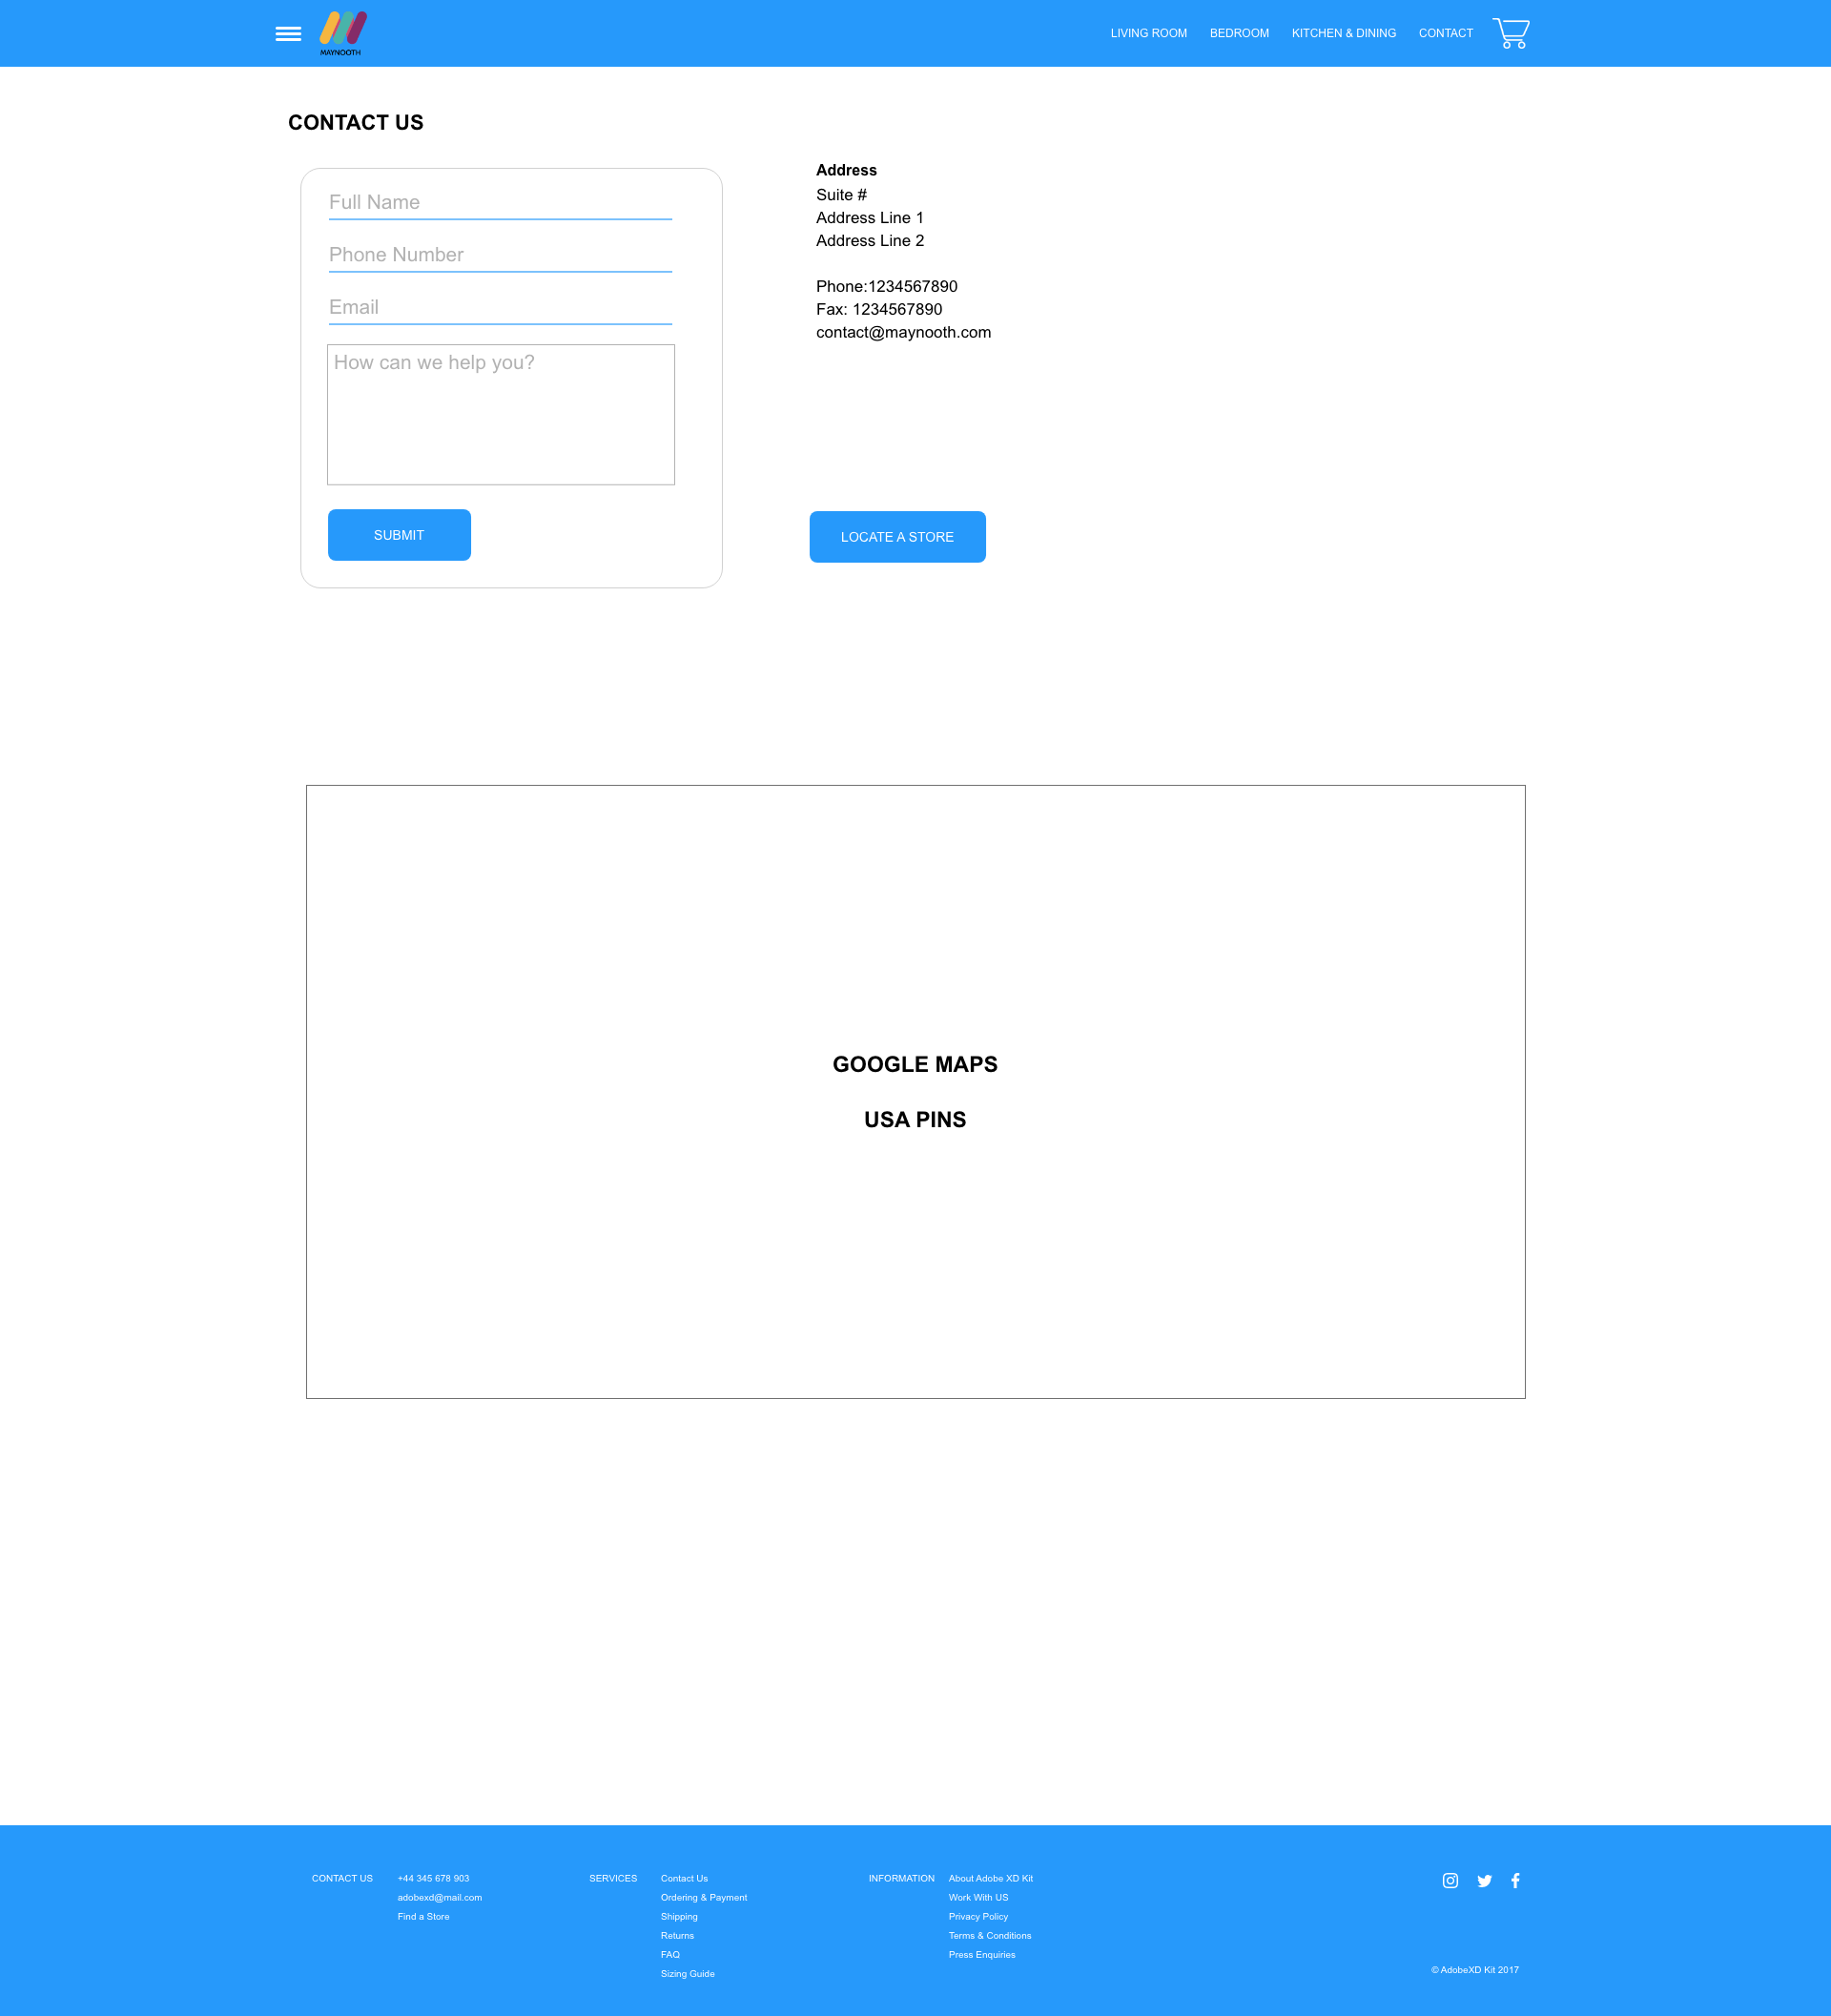 MAYNOOTH
LIVING ROOM BEDROOM KITCHEN & DINING CONTACT
CONTACT US
Full Name
Phone Number
Email
How can we help you?
SUBMIT
Address
Suite #
Address Line 1
Address Line 2
Phone:1234567890
Fax: 1234567890
contact@maynooth.com
LOCATE A STORE
GOOGLE MAPS
USA PINS
CONTACT US
+44 345 678 903
adobexd@mail.com
Find a Store
SERVICES
Contact Us
Ordering & Payment
Shipping
Returns
FAQ
Sizing Guide
INFORMATION
About Adobe XD Kit
Work With US
Privacy Policy
Terms & Conditions
Press Enquiries
© AdobeXD Kit 2017